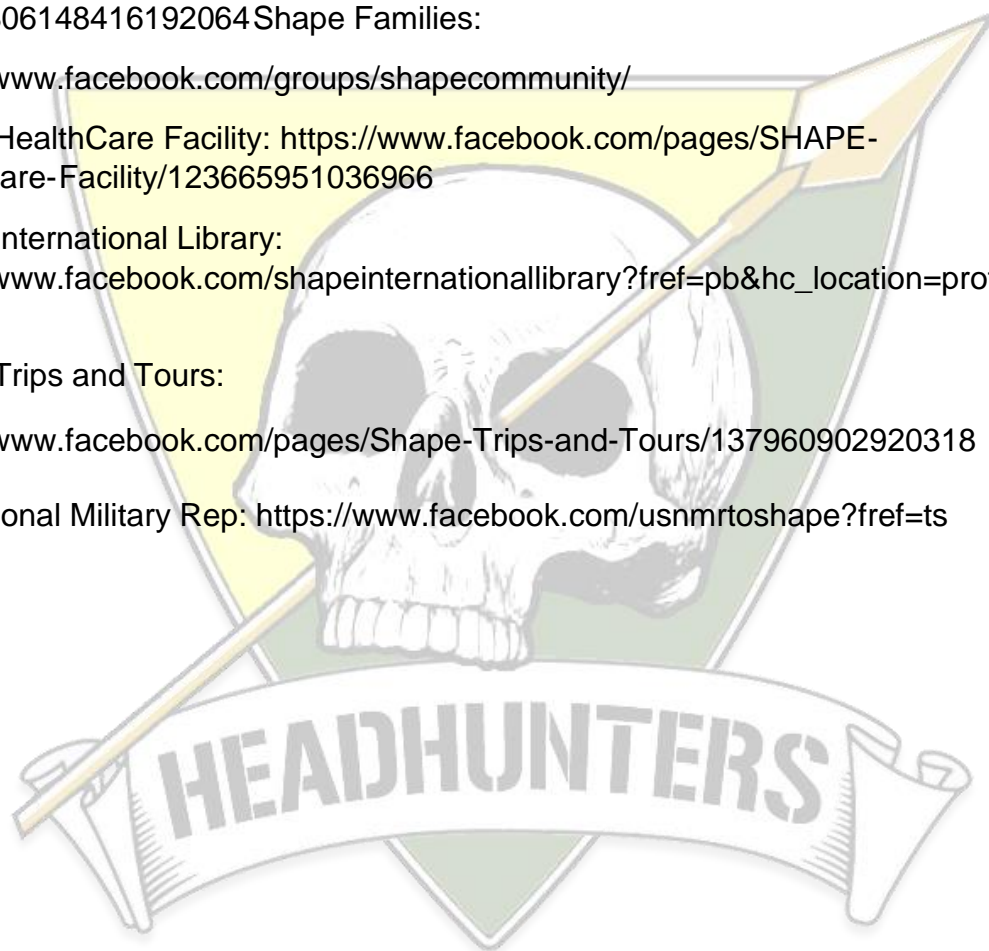 06148416192064Shape Families:
www.facebook.com/groups/shapecommunity/
HealthCare Facility: https://www.facebook.com/pages/SHAPE-
are-Facility/123665951036966
nternational Library:
www.facebook.com/shapeinternationallibrary?fref=pb&hc_location=pro
Trips and Tours:
www.facebook.com/pages/Shape-Trips-and-Tours/137960902920318
onal Military Rep: https://www.facebook.com/usnmrtoshape?fref=ts
HEADHUNTERS